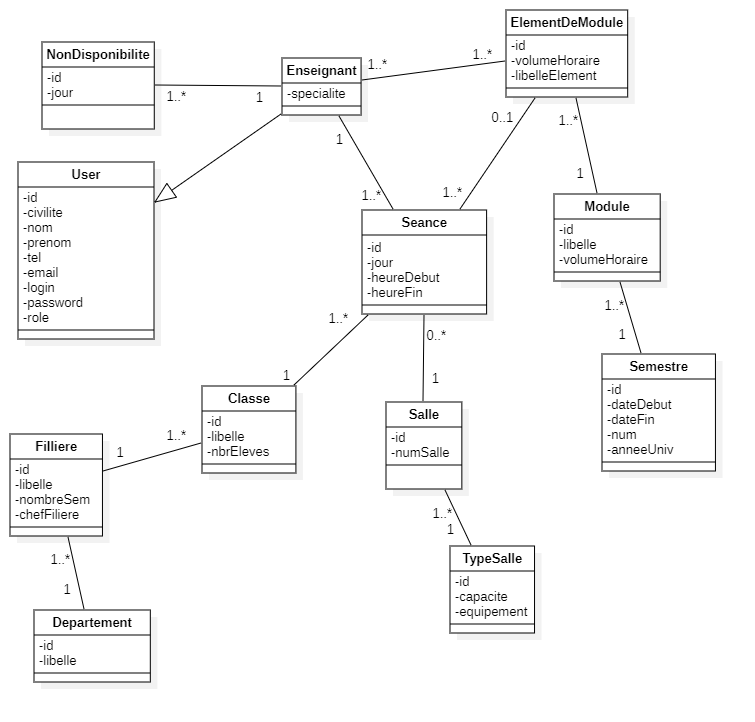 ElementDeModule
-id
-volumeHoraire
-libelleElement
NonDisponibilite
-id
-jour
Enseignant
-specialite
1..*
1
1..*
1..*
User
-id
-civilite
-nom
-prenom
-tel
-email
-login
-password
-role
1
1..*
0..1
1..*
1..*
1
Seance
-id
-jour
-heureDebut
-heureFin
Module
-id
-libelle
-volumeHoraire
1..*
1
1..*
1
0..*
1
Semestre
-id
-dateDebut
-dateFin
-num
-anneeUniv
Classe
-id
-libelle
-nbrEleves
Salle
-id
-numSalle
Filliere
-id
-libelle
-nombreSem
-chefFiliere
1
1..*
1..*
1
TypeSalle
-id
-capacite
-equipement
1..*
1
Departement
-id
-libelle